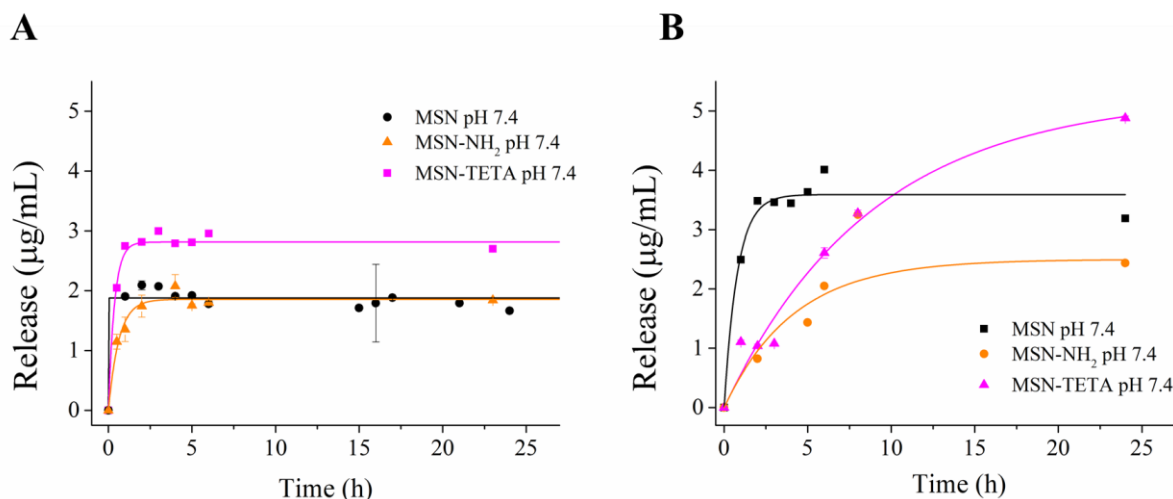 A
Release (µg/mL)
5
4
3
2
1
0
MSN pH 7.4
MSN-NH₂ pH 7.4
MSN-TETA pH 7.4
0 5 10 15 20 25
Time (h)
B
Release (µg/mL)
5
4
3
2
1
0
MSN pH 7.4
MSN-NH₂ pH 7.4
MSN-TETA pH 7.4
0 5 10 15 20 25
Time (h)